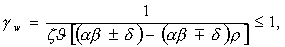 γ_w = 1 / (ζϑ[(αβ ± δ) − (αβ ∓ δ)ρ]) ≤ 1,